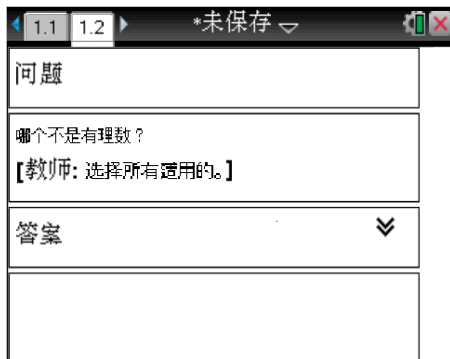 1.1 1.2 *未保存
问题
哪个不是有理数？
[教师: 选择所有适用的。]
答案